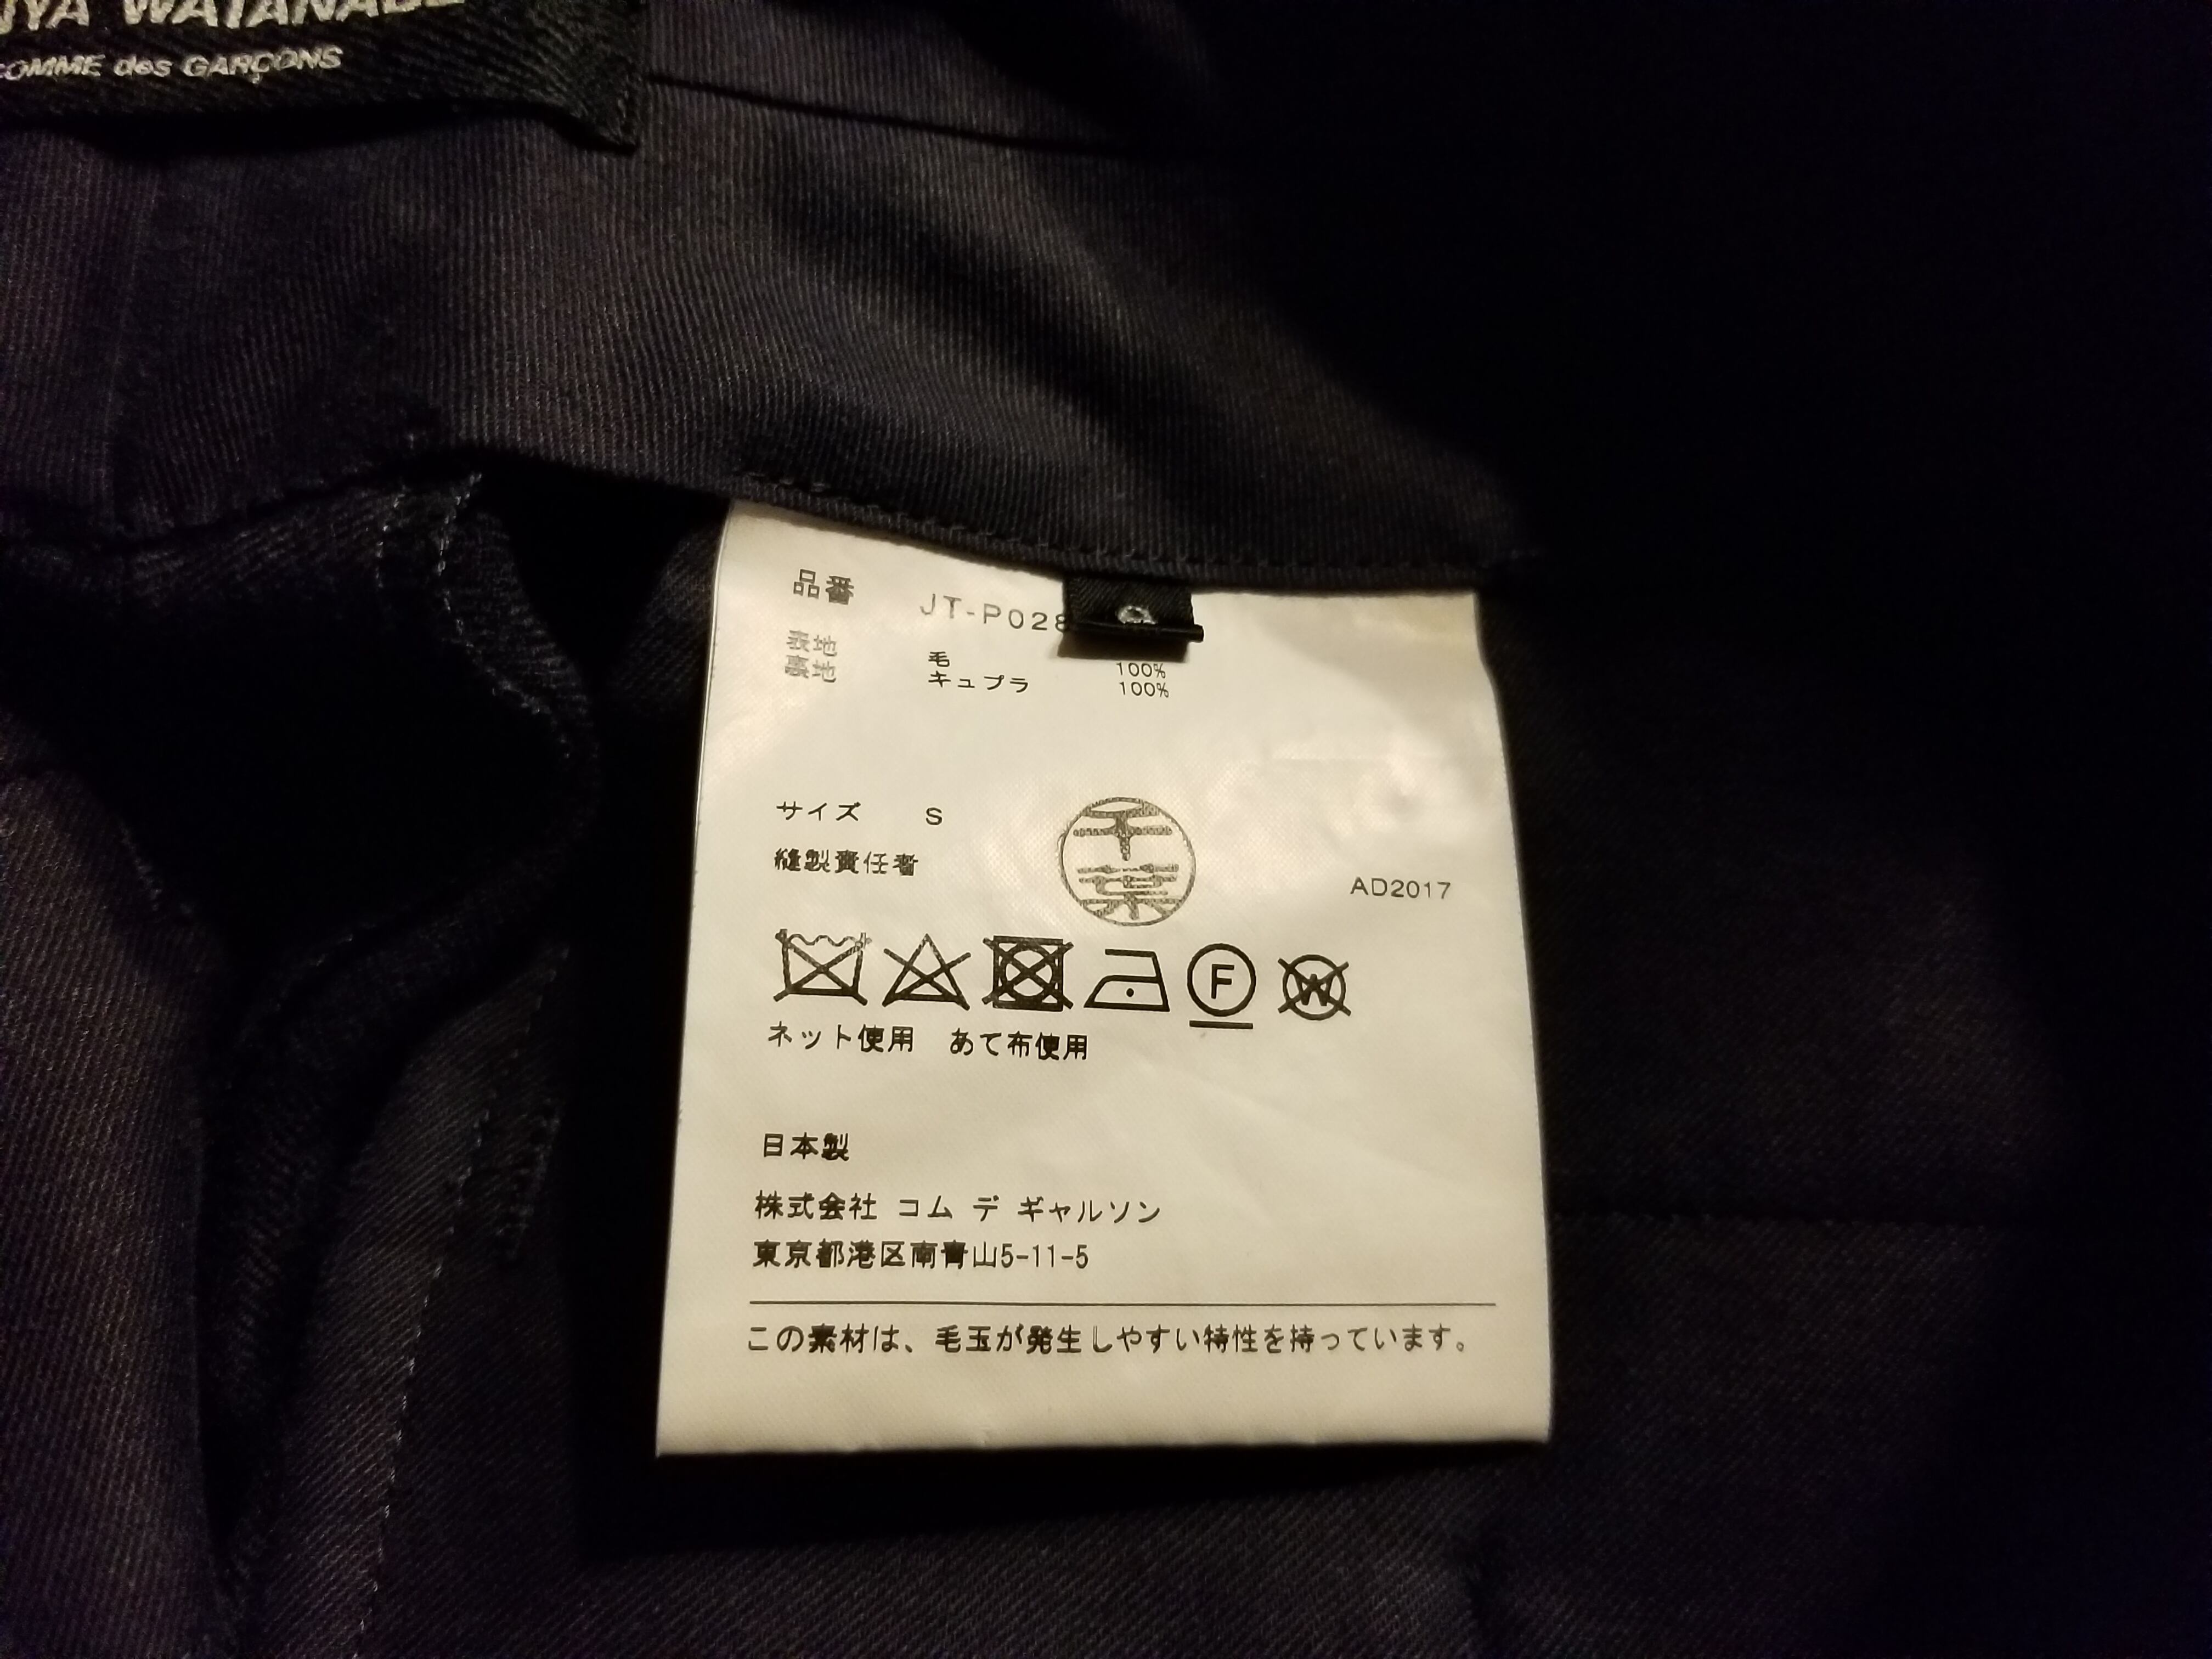 WATANABE
COMME des GARÇONS
品番 JT-P028
表地 毛 100%
裏地 キュプラ 100%
サイズ S
千葉
縫製責任者
AD2017
F
W
ネット使用 あて布使用
日本製
株式会社 コム デ ギャルソン
東京都港区南青山5-11-5
この素材は、毛玉が発生しやすい特性を持っています。